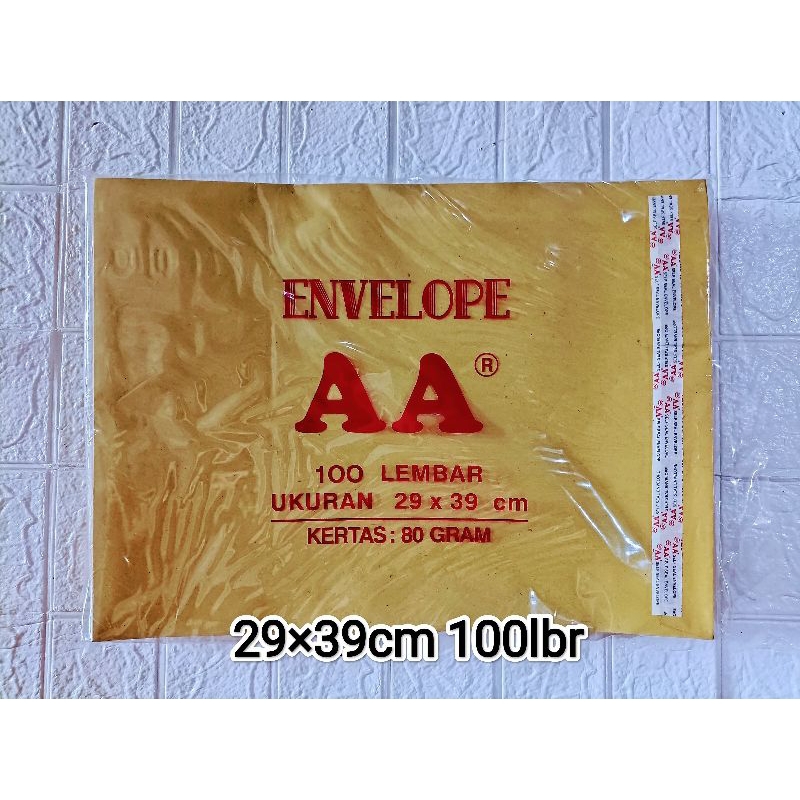 ENVELOPE
AA®
100 LEMBAR
UKURAN 29 x 39 cm
KERTAS: 80 GRAM
29×39cm 100lbr